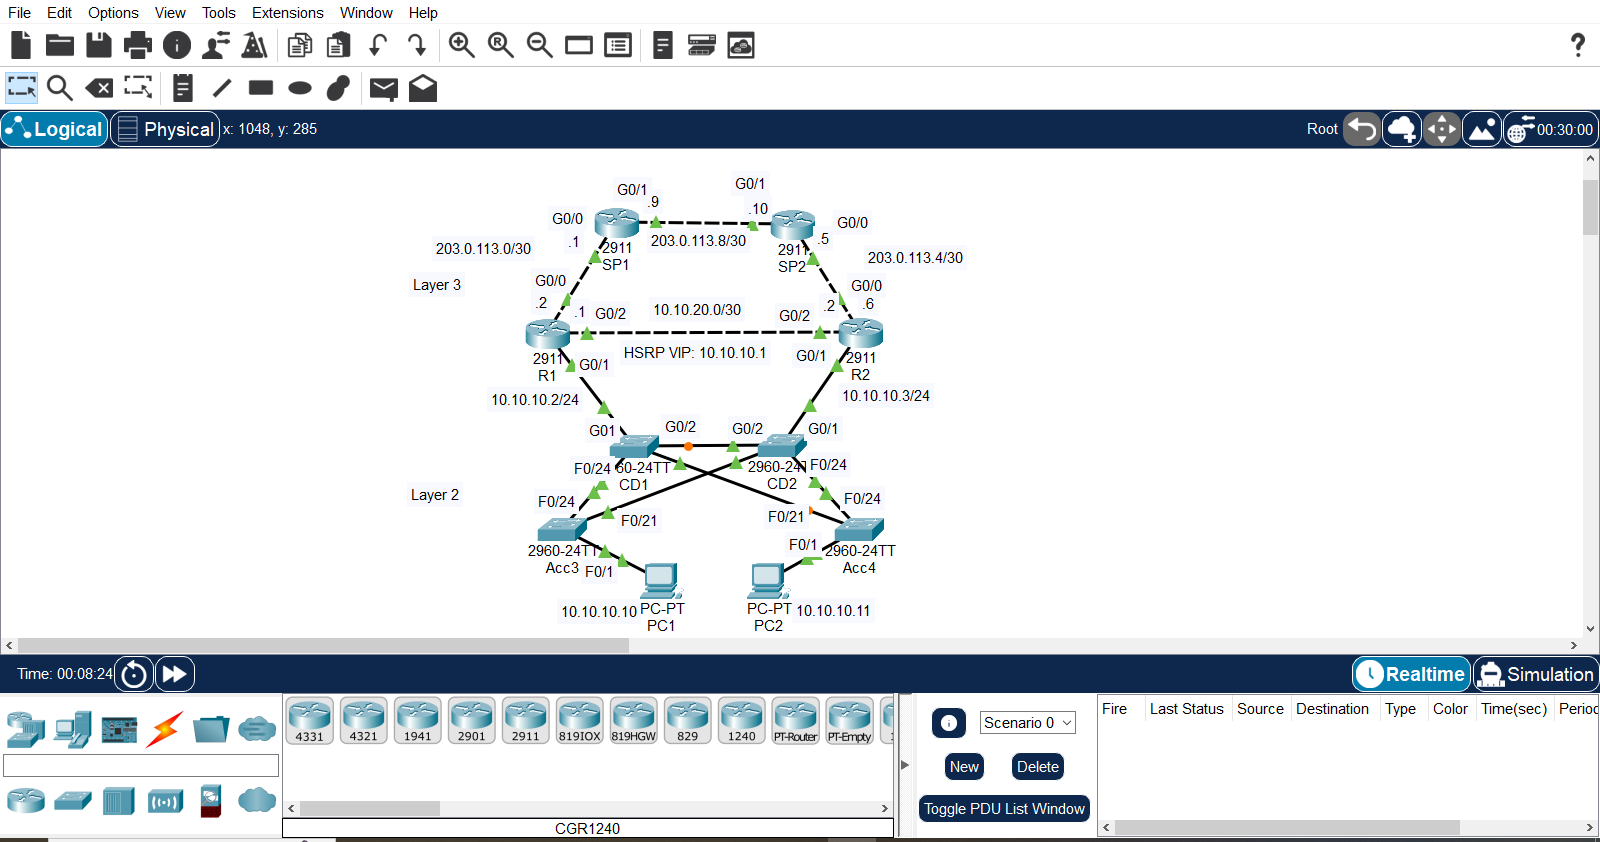 File Edit Options View Tools Extensions Window Help
Logical Physical x: 1048, y: 285 Root 00:30:00
G0/1 G0/1
.9 .10
G0/0 G0/0
.1 .5
203.0.113.0/30 2911 203.0.113.8/30 2911 203.0.113.4/30
SP1 SP2
Layer 3 G0/0 G0/0
.2 .1 G0/2 10.10.20.0/30 G0/2 .2 .6
2911 G0/1 HSRP VIP: 10.10.10.1 G0/1 2911
R1 R2
10.10.10.2/24 10.10.10.3/24
G01 G0/2 G0/2 G0/1
F0/24 60-24TT 2960-24T F0/24
CD1 CD2
Layer 2 F0/24 F0/24
F0/21 F0/21
2960-24TT F0/1 2960-24TT
Acc3 F0/1 Acc4
10.10.10.10 PC-PT PC-PT 10.10.10.11
PC1 PC2
Time: 00:08:24 Realtime Simulation
4331 4321 1941 2901 2911 819IOX 819HGW 829 1240 PT-Router PT-Empty 1
CGR1240
Scenario 0
New Delete
Toggle PDU List Window
Fire Last Status Source Destination Type Color Time(sec) Perioc